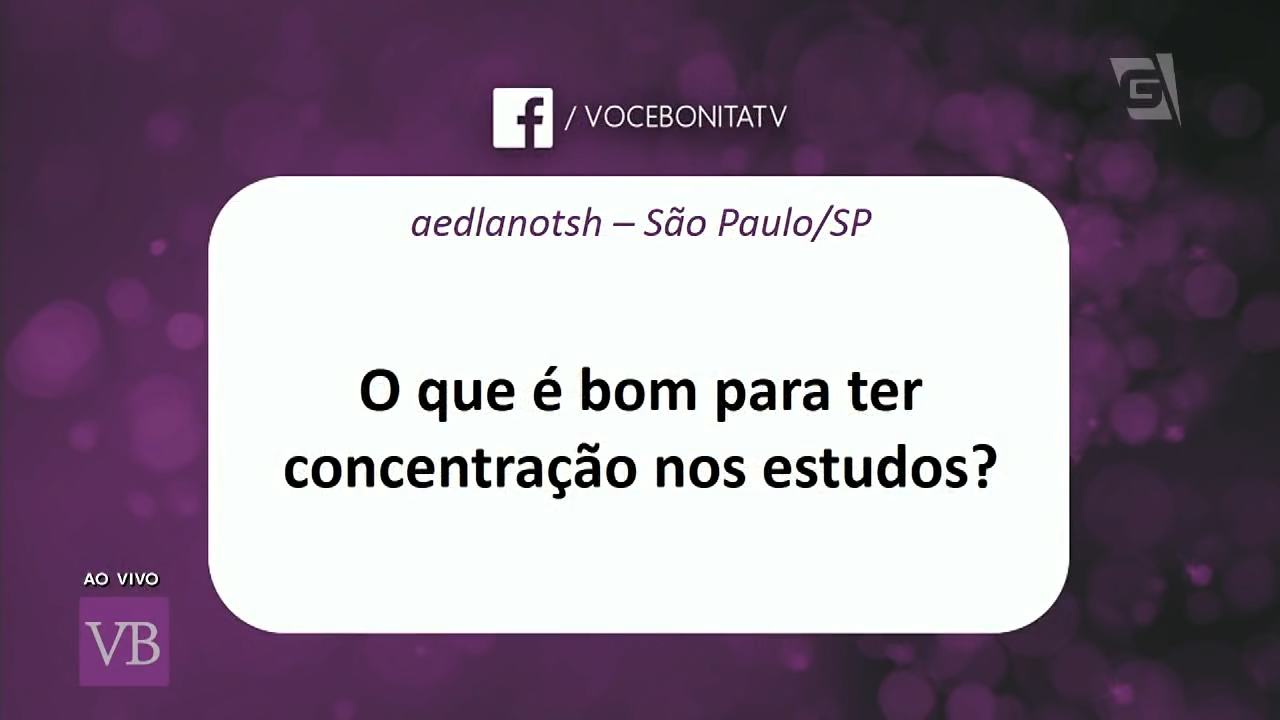 / VOCEBONITATV
aedlanotsh – São Paulo/SP
O que é bom para ter
concentração nos estudos?
AO VIVO
VB